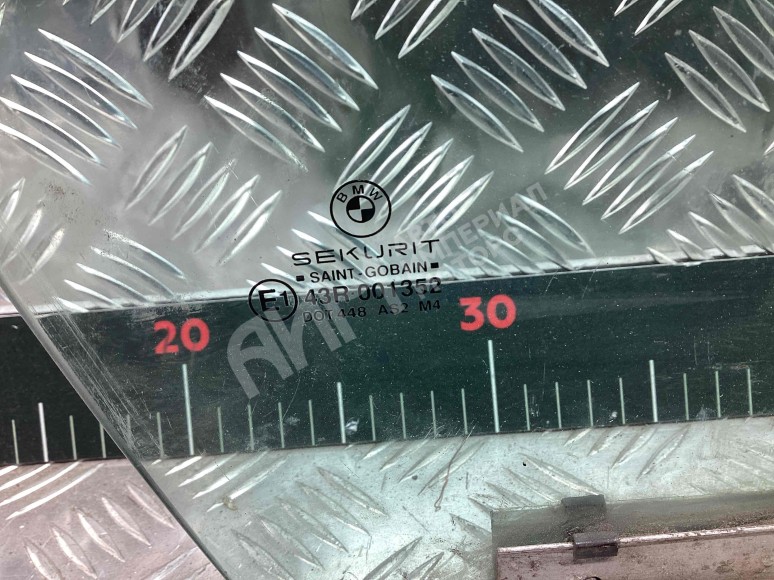 BMW
SEKURIT
SAINT-GOBAIN
E1 43R-001352
DOT 448 AS2 M4
20 30